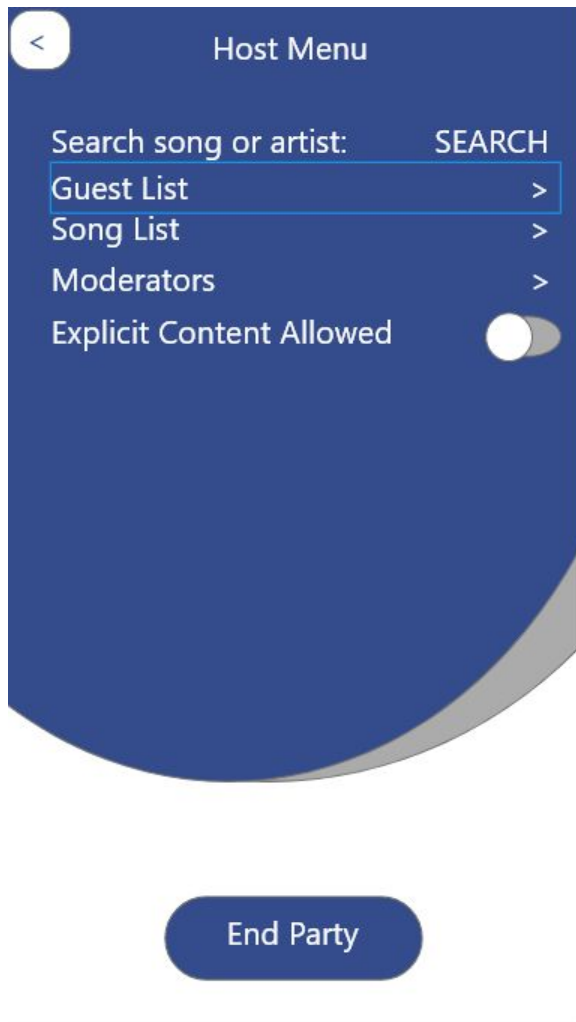 <
Host Menu
Search song or artist: SEARCH
Guest List >
Song List >
Moderators >
Explicit Content Allowed
End Party